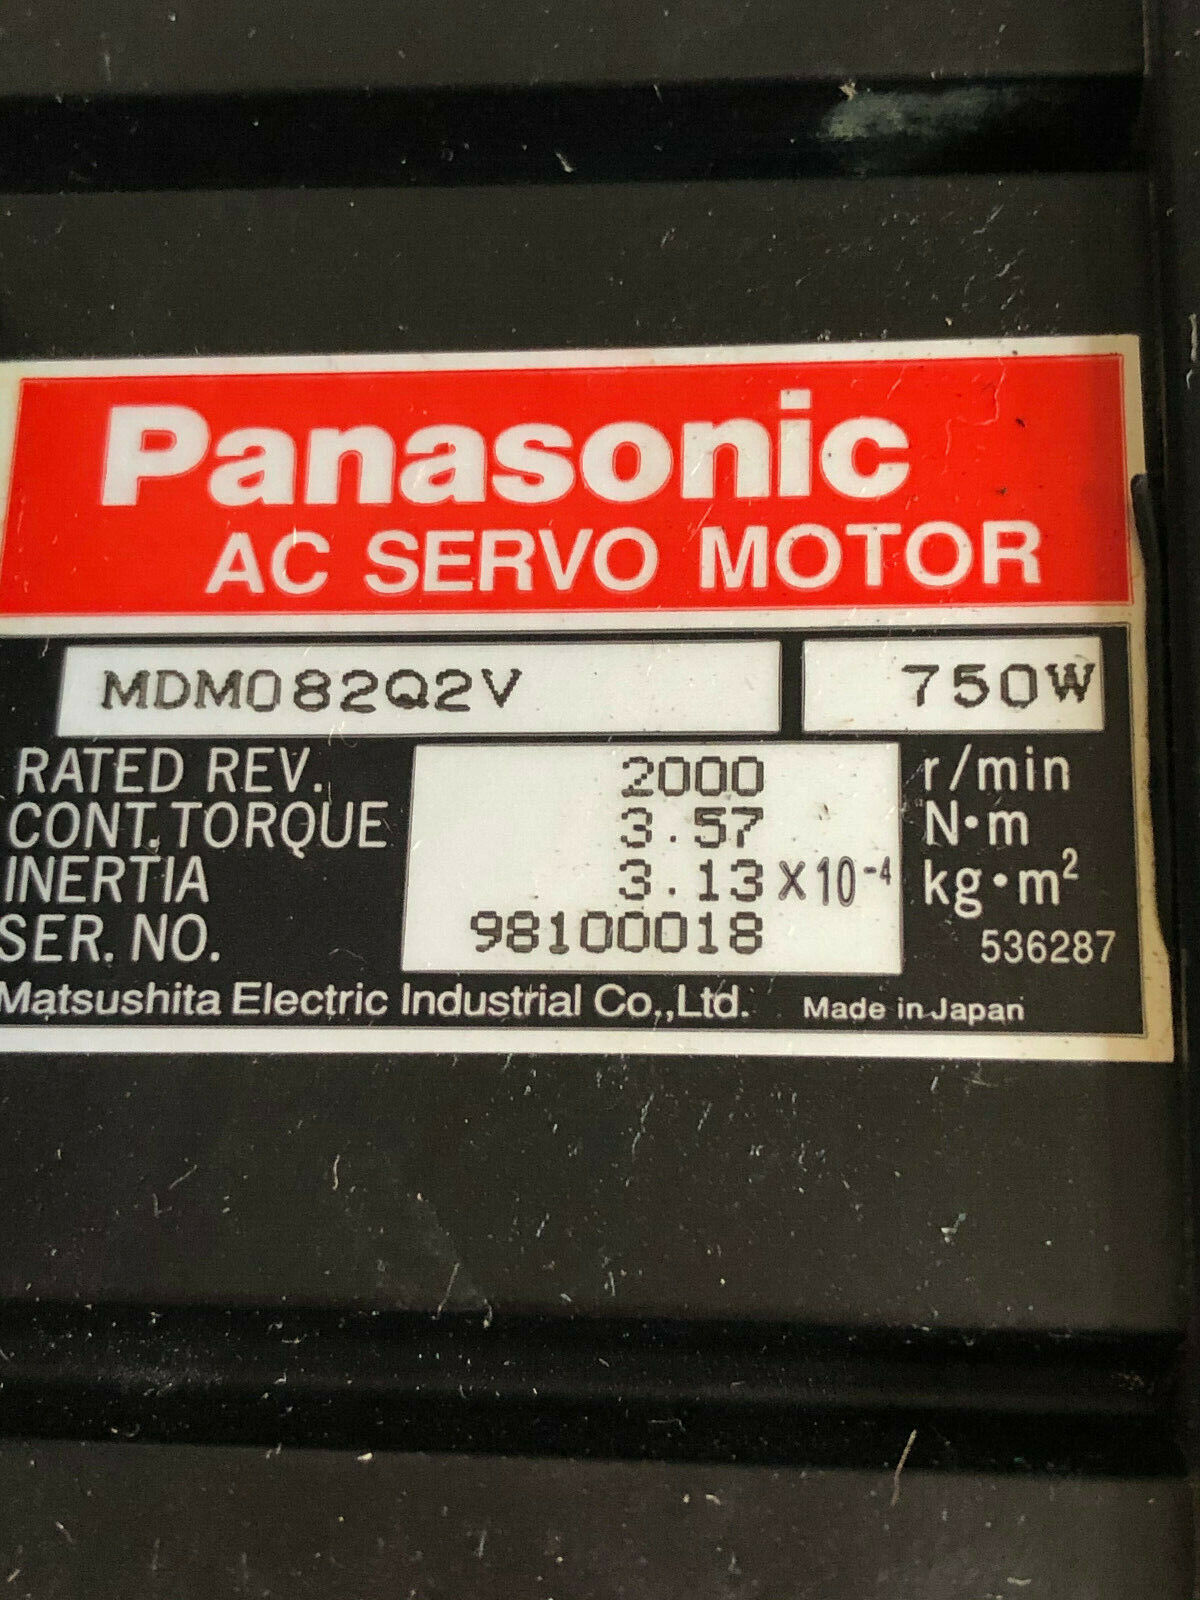 Panasonic
AC SERVO MOTOR
MDM082Q2V 750W
RATED REV. 2000 r/min
CONT. TORQUE 3.57 N•m
INERTIA 3.13 ×10⁻⁴ kg•m²
SER. NO. 98100018 536287
Matsushita Electric Industrial Co.,Ltd. Made in Japan